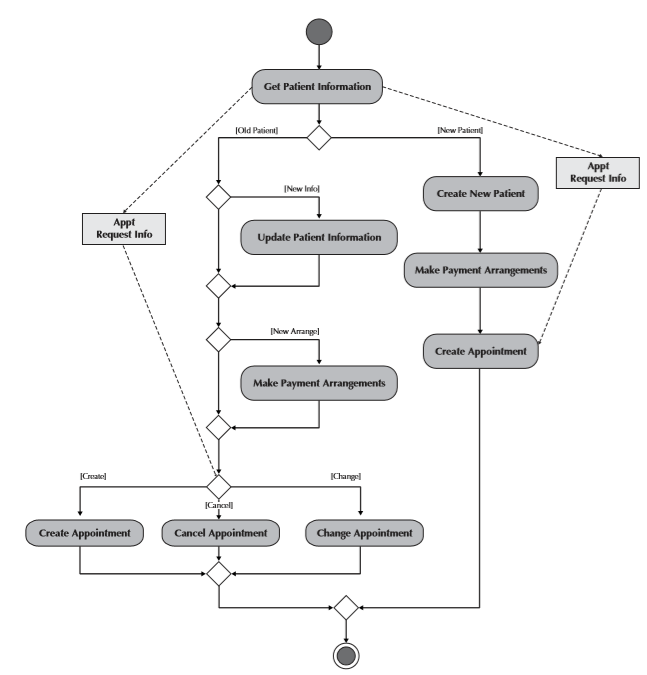 Get Patient Information
[Old Patient]
[New Patient]
Appt
Request Info
[New Info]
Create New Patient
Appt
Request Info
Update Patient Information
Make Payment Arrangements
[New Arrange]
Create Appointment
Make Payment Arrangements
[Create]
[Change]
[Cancel]
Create Appointment
Cancel Appointment
Change Appointment